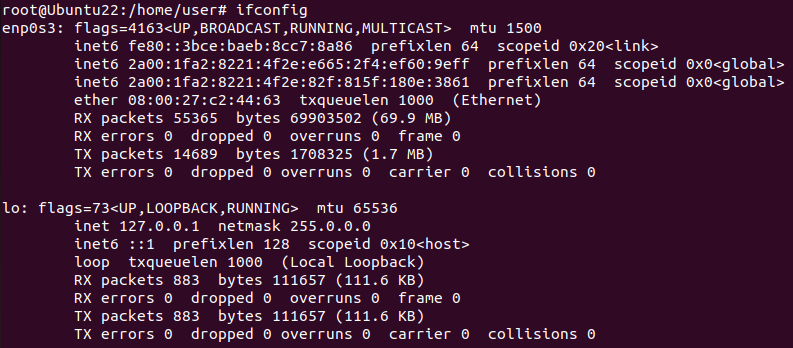 root@Ubuntu22:/home/user# ifconfig
enp0s3: flags=4163<UP,BROADCAST,RUNNING,MULTICAST>  mtu 1500
        inet6 fe80::3bce:baeb:8cc7:8a86  prefixlen 64  scopeid 0x20<link>
        inet6 2a00:1fa2:8221:4f2e:e665:2f4:ef60:9eff  prefixlen 64  scopeid 0x0<global>
        inet6 2a00:1fa2:8221:4f2e:82f:815f:180e:3861  prefixlen 64  scopeid 0x0<global>
        ether 08:00:27:c2:44:63  txqueuelen 1000  (Ethernet)
        RX packets 55365  bytes 69903502 (69.9 MB)
        RX errors 0  dropped 0  overruns 0  frame 0
        TX packets 14689  bytes 1708325 (1.7 MB)
        TX errors 0  dropped 0 overruns 0  carrier 0  collisions 0

lo: flags=73<UP,LOOPBACK,RUNNING>  mtu 65536
        inet 127.0.0.1  netmask 255.0.0.0
        inet6 ::1  prefixlen 128  scopeid 0x10<host>
        loop  txqueuelen 1000  (Local Loopback)
        RX packets 883  bytes 111657 (111.6 KB)
        RX errors 0  dropped 0  overruns 0  frame 0
        TX packets 883  bytes 111657 (111.6 KB)
        TX errors 0  dropped 0 overruns 0  carrier 0  collisions 0